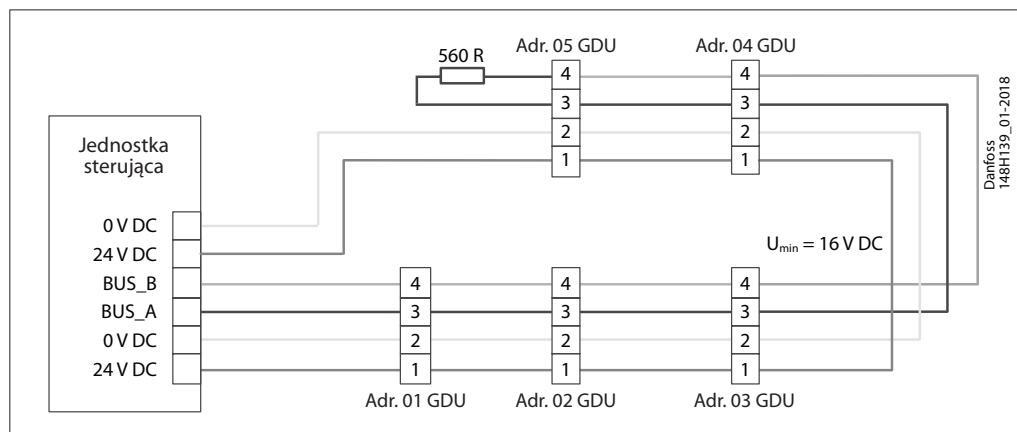 Adr. 05 GDU
Adr. 04 GDU
560 R
4
4
3
3
2
2
1
1
Danfoss
148H139_01-2018
Jednostka
sterująca
0 V DC
24 V DC
BUS_B
BUS_A
0 V DC
24 V DC
Umin = 16 V DC
4
4
4
3
3
3
2
2
2
1
1
1
Adr. 01 GDU
Adr. 02 GDU
Adr. 03 GDU